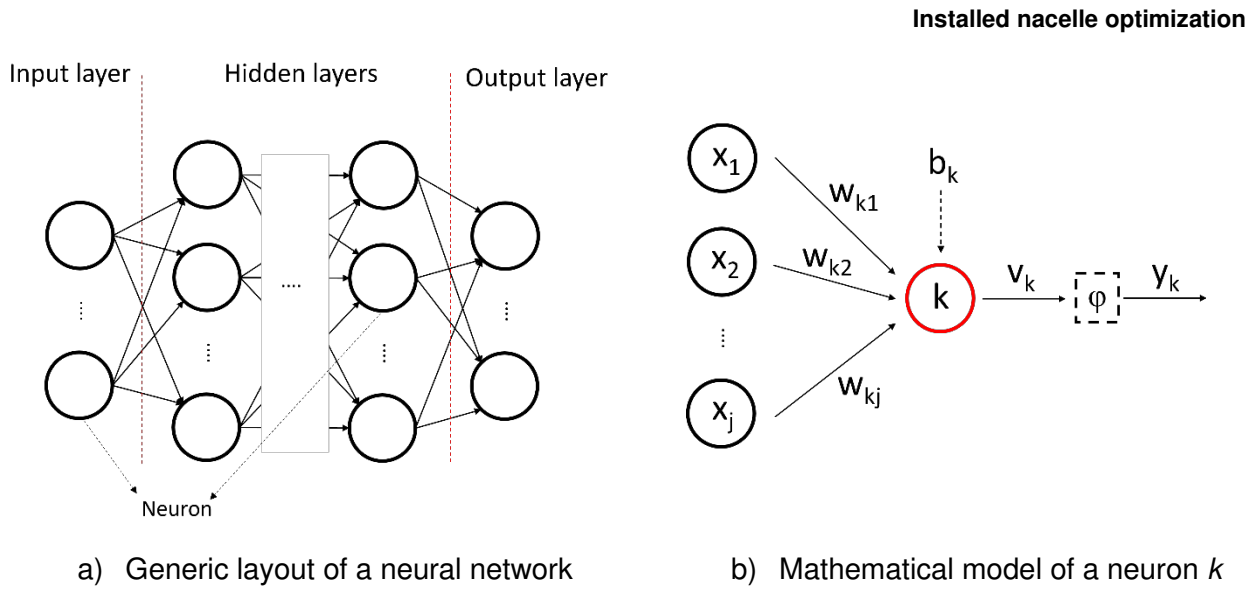 Installed nacelle optimization
Input layer
Hidden layers
Output layer
....
....
....
....
....
Neuron
a) Generic layout of a neural network
x₁
x₂
....
xⱼ
wₖ₁
wₖ₂
wₖⱼ
bₖ
k
vₖ
φ
yₖ
b) Mathematical model of a neuron k